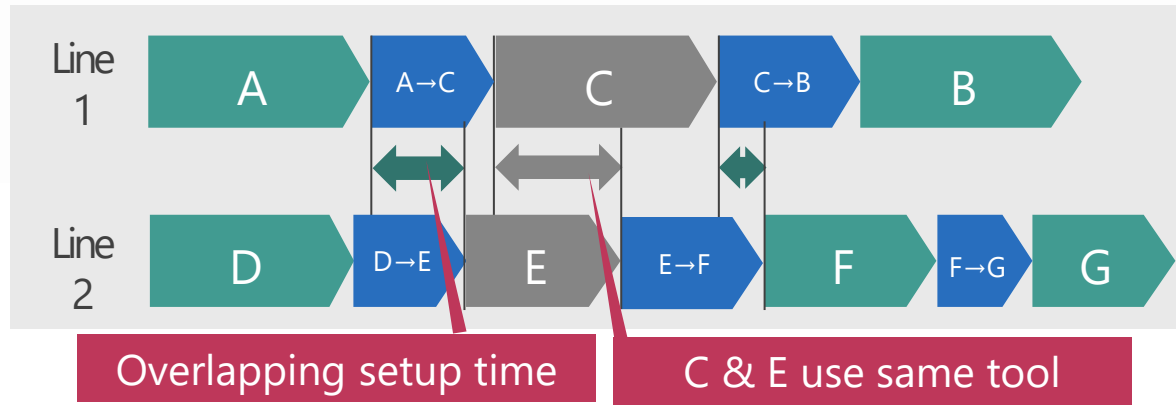 Line
1
A
A→C
C
C→B
B
Line
2
D
D→E
E
E→F
F
F→G
G
Overlapping setup time
C & E use same tool